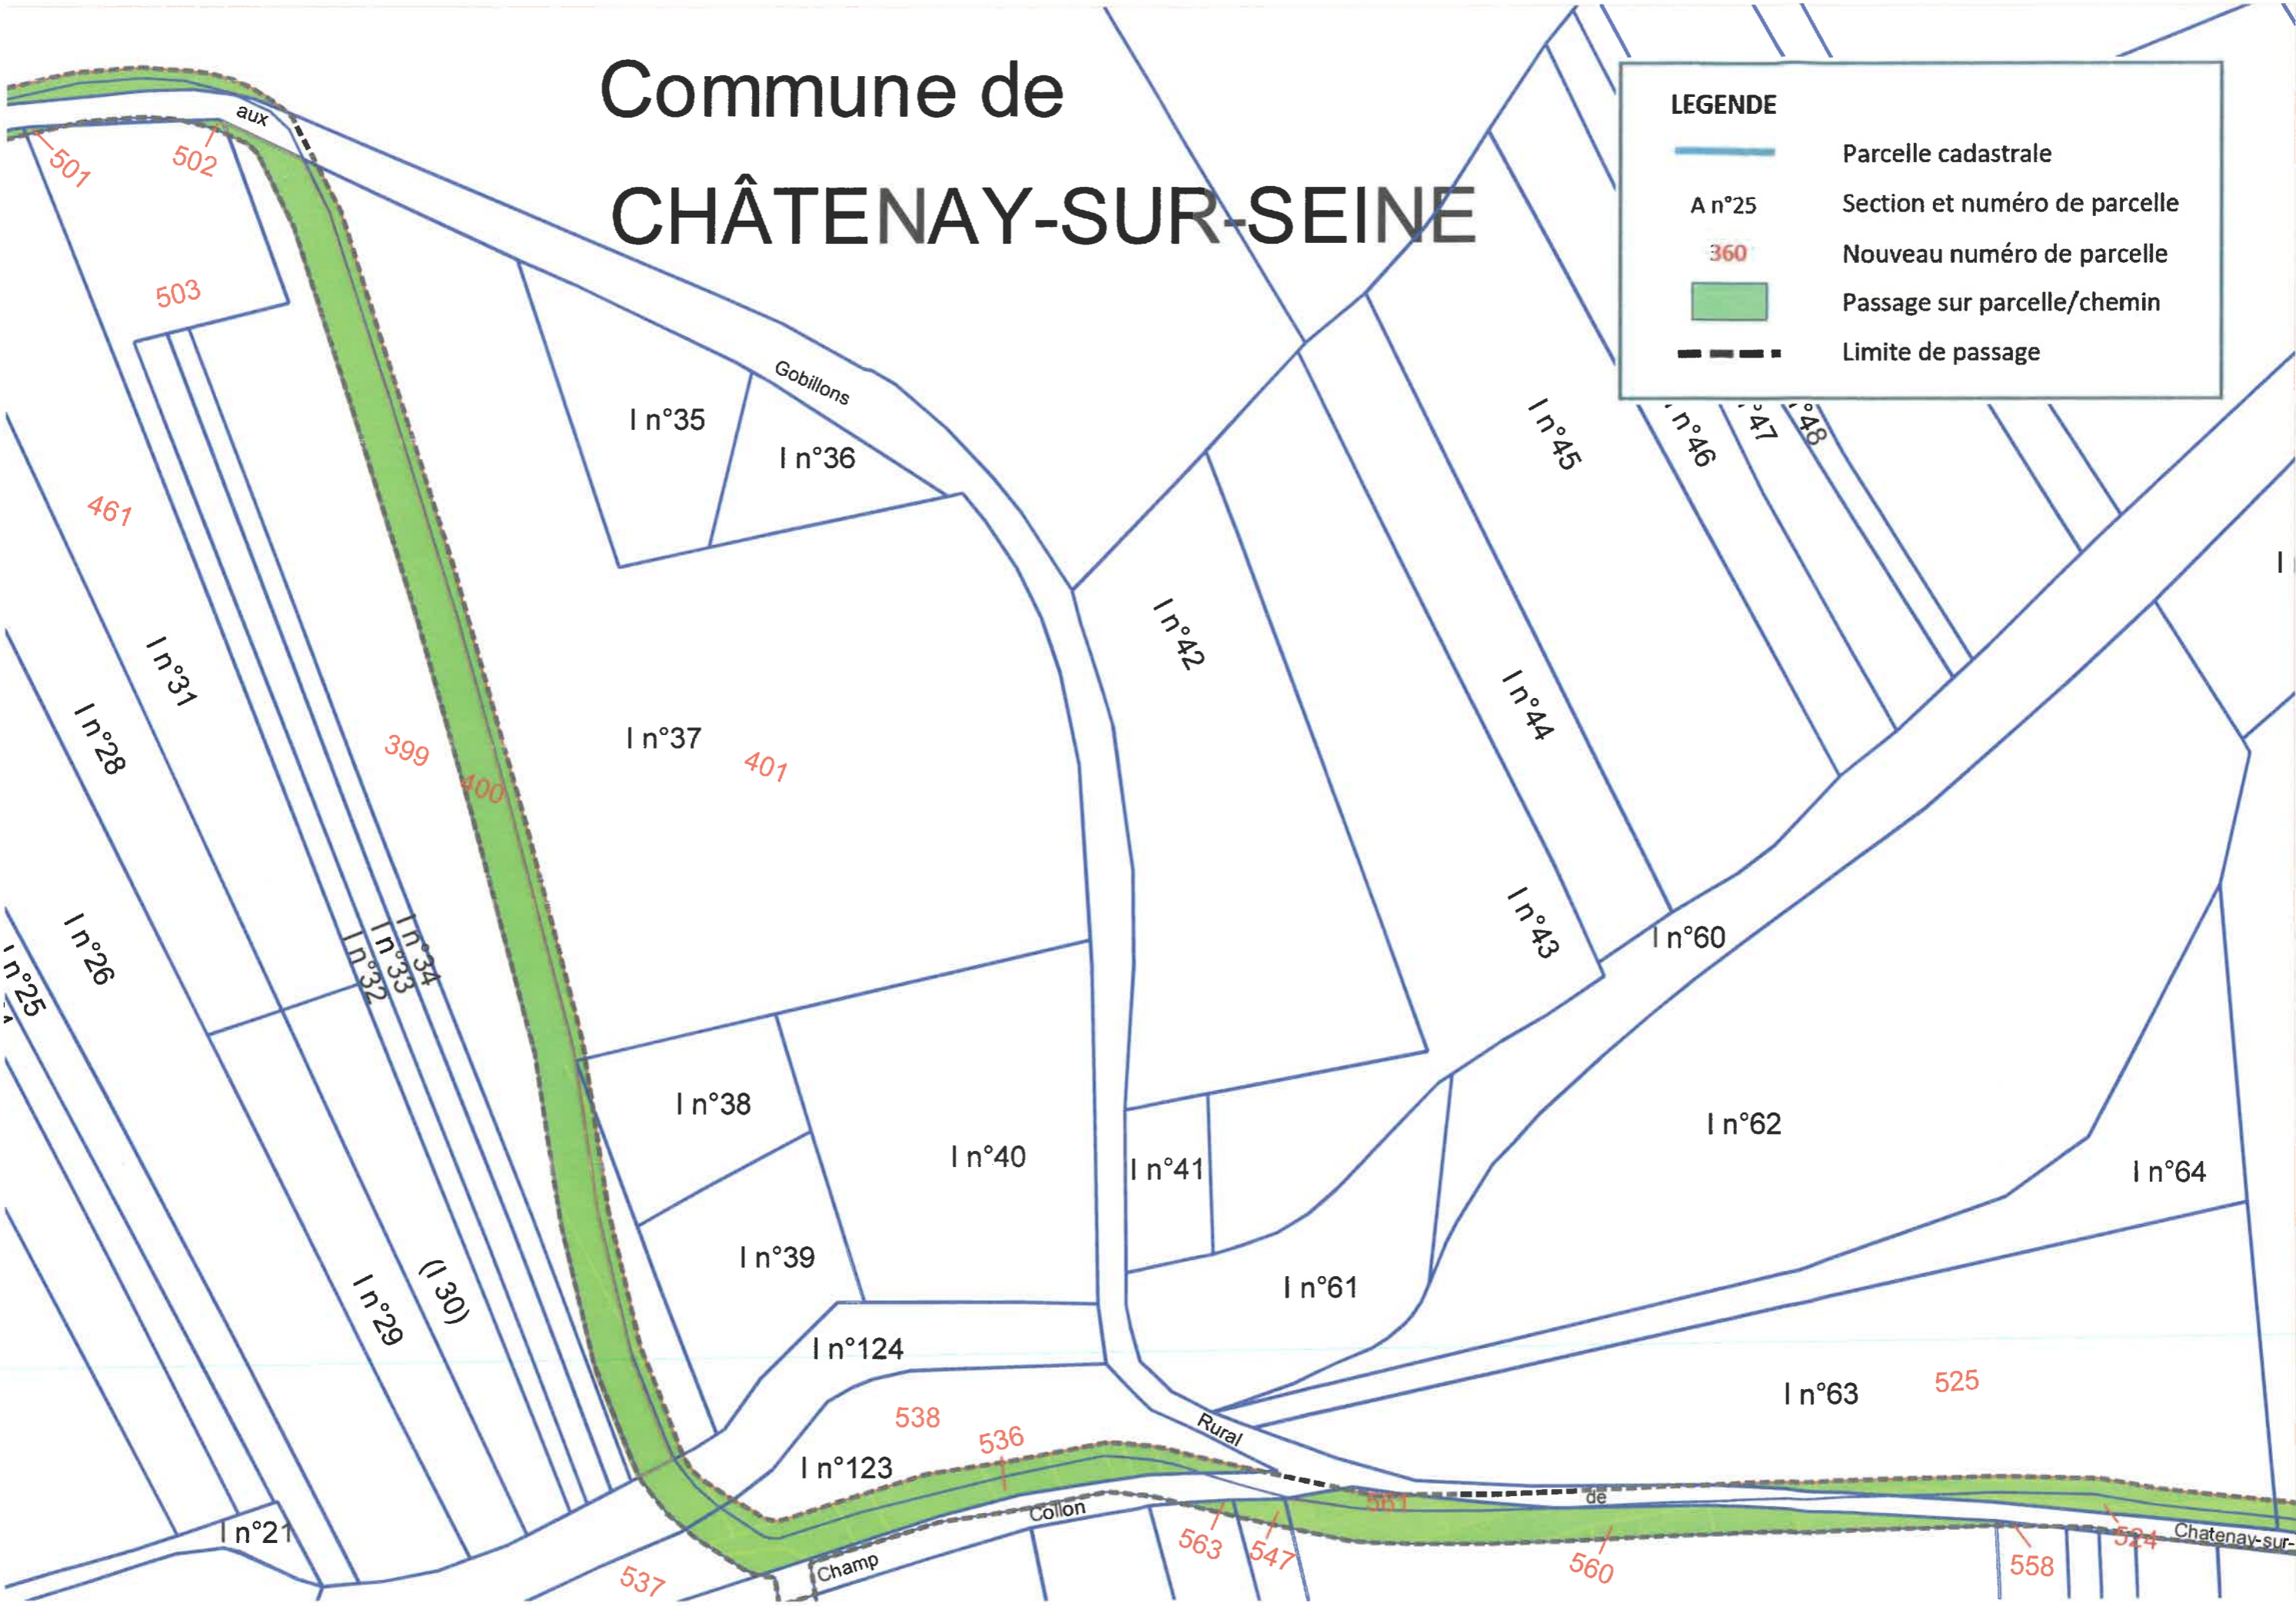 Commune de
CHÂTENAY-SUR-SEINE
LEGENDE
Parcelle cadastrale
A n°25 Section et numéro de parcelle
360 Nouveau numéro de parcelle
Passage sur parcelle/chemin
Limite de passage
aux
501
502
503
Gobillons
I n°35
I n°36
I n°45
n°46
°47
°48
461
I
I n°42
I n°31
I n°28
I n°44
399
400
I n°37
401
I n°26
I n°25
I n°32
I n°33
I n°34
I n°43
I n°60
I n°38
I n°40
I n°41
I n°62
I n°64
I n°39
I n°61
I n°29
(I 30)
I n°124
I n°63
525
538
536
Rural
I n°123
561
de
Collon
I n°21
Champ
563
547
560
558
524
Chatenay-sur-
537